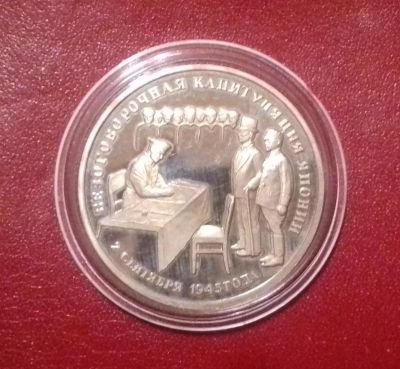 БЕЗОГОВОРОЧНАЯ КАПИТУЛЯЦИЯ ЯПОНИИ
2 СЕНТЯБРЯ 1945 ГОДА